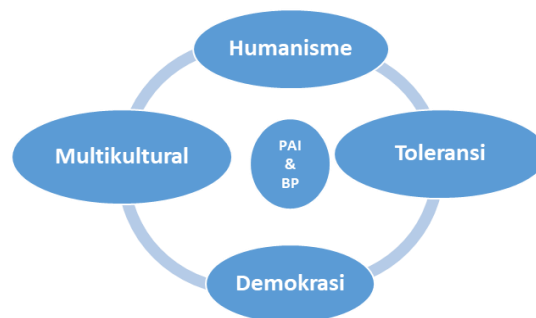 Humanisme
Multikultural
PAI
&
BP
Toleransi
Demokrasi